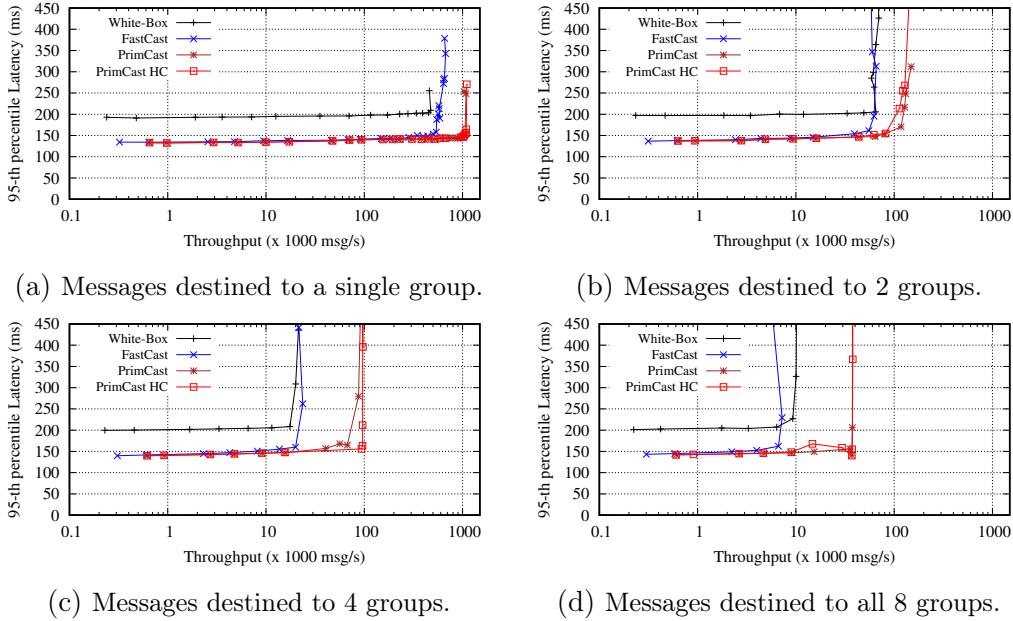 95-th percentile Latency (ms)
450
400
350
300
250
200
150
100
50
0
White-Box
FastCast
PrimCast
PrimCast HC
0.1 1 10 100 1000
Throughput (x 1000 msg/s)
(a) Messages destined to a single group.
95-th percentile Latency (ms)
450
400
350
300
250
200
150
100
50
0
White-Box
FastCast
PrimCast
PrimCast HC
0.1 1 10 100 1000
Throughput (x 1000 msg/s)
(b) Messages destined to 2 groups.
95-th percentile Latency (ms)
450
400
350
300
250
200
150
100
50
0
White-Box
FastCast
PrimCast
PrimCast HC
0.1 1 10 100 1000
Throughput (x 1000 msg/s)
(c) Messages destined to 4 groups.
95-th percentile Latency (ms)
450
400
350
300
250
200
150
100
50
0
White-Box
FastCast
PrimCast
PrimCast HC
0.1 1 10 100 1000
Throughput (x 1000 msg/s)
(d) Messages destined to all 8 groups.